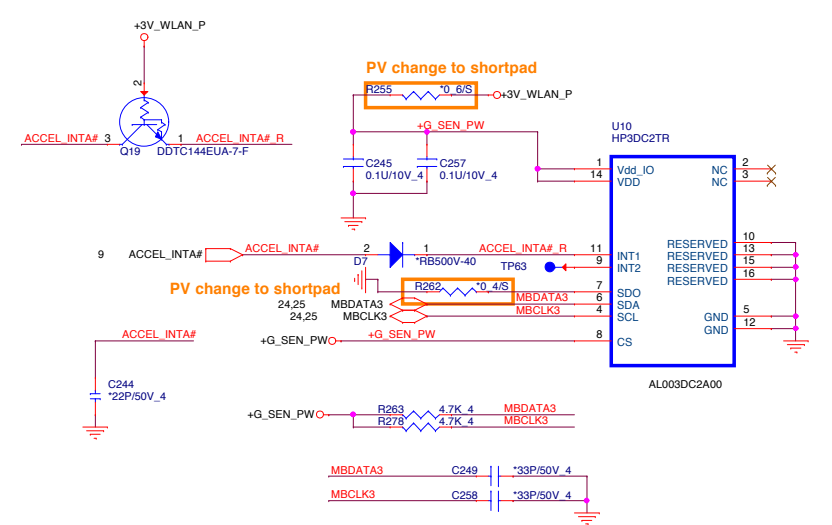 +3V_WLAN_P
2
ACCEL_INTA# 3 1 ACCEL_INTA#_R
Q19 DDTC144EUA-7-F
PV change to shortpad
R255 *0_6/S
+3V_WLAN_P
+G_SEN_PW
C245
0.1U/10V_4
C257
0.1U/10V_4
U10
HP3DC2TR
1 Vdd_IO
14 VDD
NC 2
NC 3
RESERVED 10
RESERVED 13
RESERVED 15
RESERVED 16
9 ACCEL_INTA# ACCEL_INTA# 2 1 ACCEL_INTA#_R 11 INT1
D7 *RB500V-40
TP63 9 INT2
PV change to shortpad
R262 *0_4/S 7 SDO
24,25 MBDATA3 MBDATA3 6 SDA
24,25 MBCLK3 MBCLK3 4 SCL
GND 5
GND 12
+G_SEN_PW +G_SEN_PW 8 CS
AL003DC2A00
ACCEL_INTA#
C244
*22P/50V_4
+G_SEN_PW
R263 4.7K_4 MBDATA3
R278 4.7K_4 MBCLK3
MBDATA3 C249 *33P/50V_4
MBCLK3 C258 *33P/50V_4